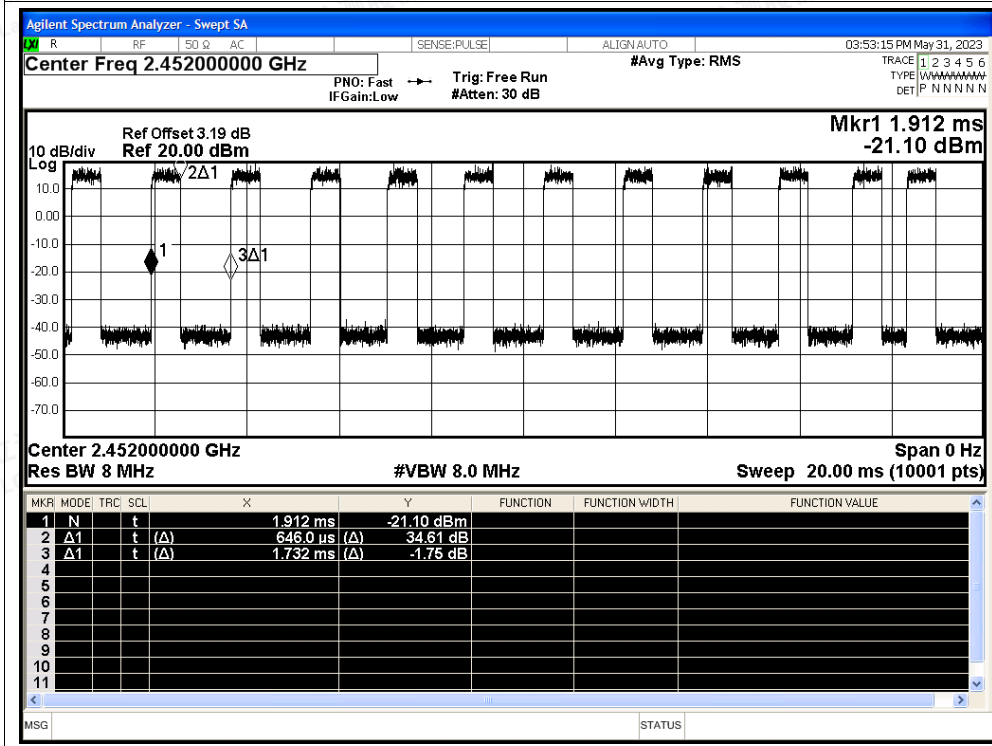 Agilent Spectrum Analyzer - Swept SA
LXI R RF 50 Ω AC SENSE:PULSE ALIGN AUTO 03:53:15 PM May 31, 2023
Center Freq 2.452000000 GHz
PNO: Fast
IFGain:Low
Trig: Free Run
#Atten: 30 dB
#Avg Type: RMS
TRACE 1 2 3 4 5 6
TYPE
DET P N N N N N
Mkr1 1.912 ms
-21.10 dBm
Ref Offset 3.19 dB
10 dB/div Ref 20.00 dBm
Log
10.0
0.00
-10.0
-20.0
-30.0
-40.0
-50.0
-60.0
-70.0
2Δ1
1
3Δ1
Center 2.452000000 GHz Span 0 Hz
Res BW 8 MHz #VBW 8.0 MHz Sweep 20.00 ms (10001 pts)
MKR MODE TRC SCL X Y FUNCTION FUNCTION WIDTH FUNCTION VALUE
1 N t 1.912 ms -21.10 dBm
2 Δ1 t (Δ) 646.0 µs (Δ) 34.61 dB
3 Δ1 t (Δ) 1.732 ms (Δ) -1.75 dB
4
5
6
7
8
9
10
11
MSG STATUS